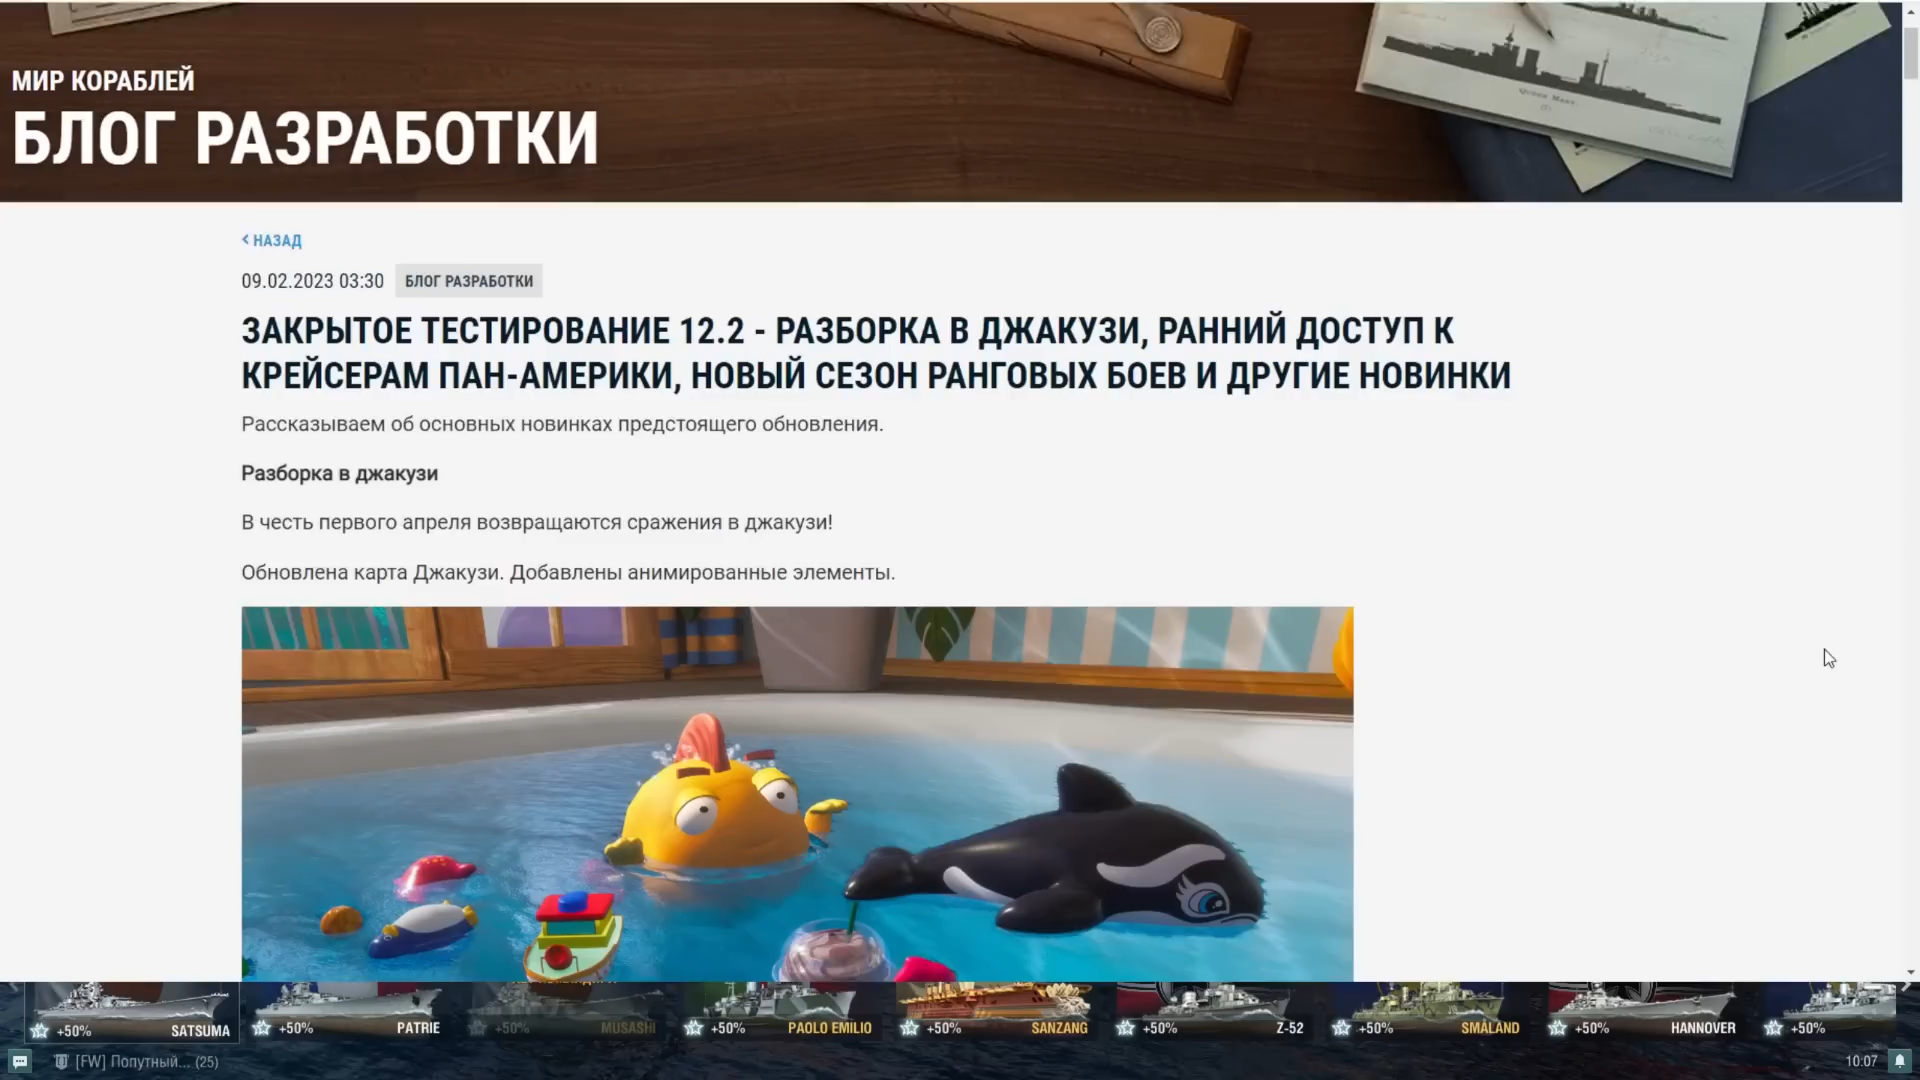 МИР КОРАБЛЕЙ
БЛОГ РАЗРАБОТКИ
Queen Mary
НАЗАД
09.02.2023 03:30 БЛОГ РАЗРАБОТКИ
ЗАКРЫТОЕ ТЕСТИРОВАНИЕ 12.2 - РАЗБОРКА В ДЖАКУЗИ, РАННИЙ ДОСТУП К
КРЕЙСЕРАМ ПАН-АМЕРИКИ, НОВЫЙ СЕЗОН РАНГОВЫХ БОЕВ И ДРУГИЕ НОВИНКИ
Рассказываем об основных новинках предстоящего обновления.
Разборка в джакузи
В честь первого апреля возвращаются сражения в джакузи!
Обновлена карта Джакузи. Добавлены анимированные элементы.
+50% SATSUMA +50% PATRIE +50% MUSASHI +50% PAOLO EMILIO +50% SANZANG +50% Z-52 +50% SMÅLAND +50% HANNOVER +50%
[FW] Попутный... (25) 10:07